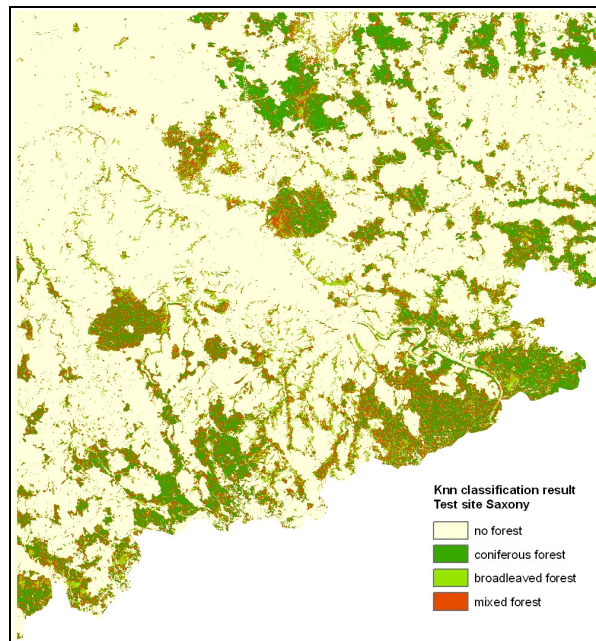 Knn classification result
Test site Saxony
no forest
coniferous forest
broadleaved forest
mixed forest